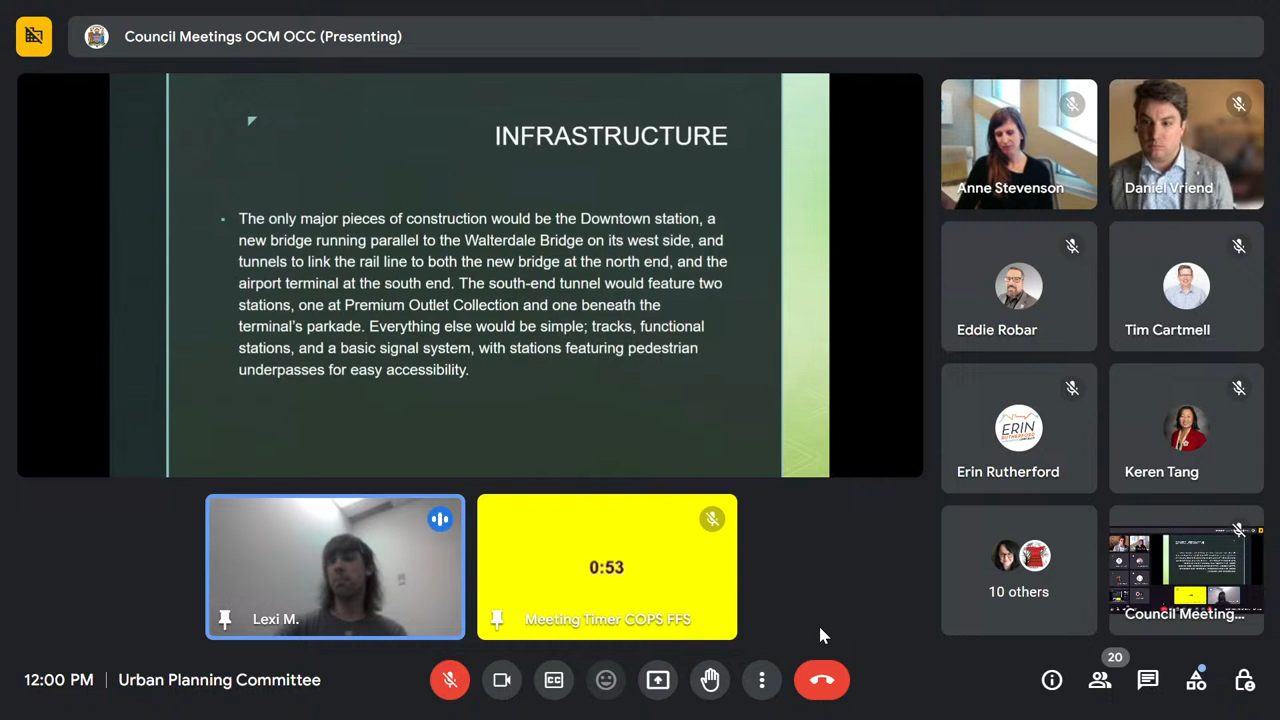 Council Meetings OCM OCC (Presenting)
INFRASTRUCTURE
The only major pieces of construction would be the Downtown station, a
new bridge running parallel to the Walterdale Bridge on its west side, and
tunnels to link the rail line to both the new bridge at the north end, and the
airport terminal at the south end. The south-end tunnel would feature two
stations, one at Premium Outlet Collection and one beneath the
terminal's parkade. Everything else would be simple; tracks, functional
stations, and a basic signal system, with stations featuring pedestrian
underpasses for easy accessibility.
Anne Stevenson
Daniel Vriend
Eddie Robar
Tim Cartmell
ERIN
Erin Rutherford
Keren Tang
10 others
Council Meeting...
Lexi M.
0:53
Meeting Timer COPS FFS
12:00 PM | Urban Planning Committee
CC
20